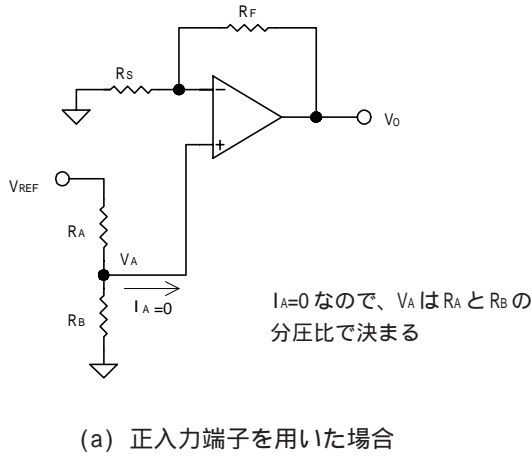 RF
RS
−
+
VO
VREF
RA
VA
IA=0
RB
IA=0 なので、VA は RA と RB の
分圧比で決まる
(a) 正入力端子を用いた場合